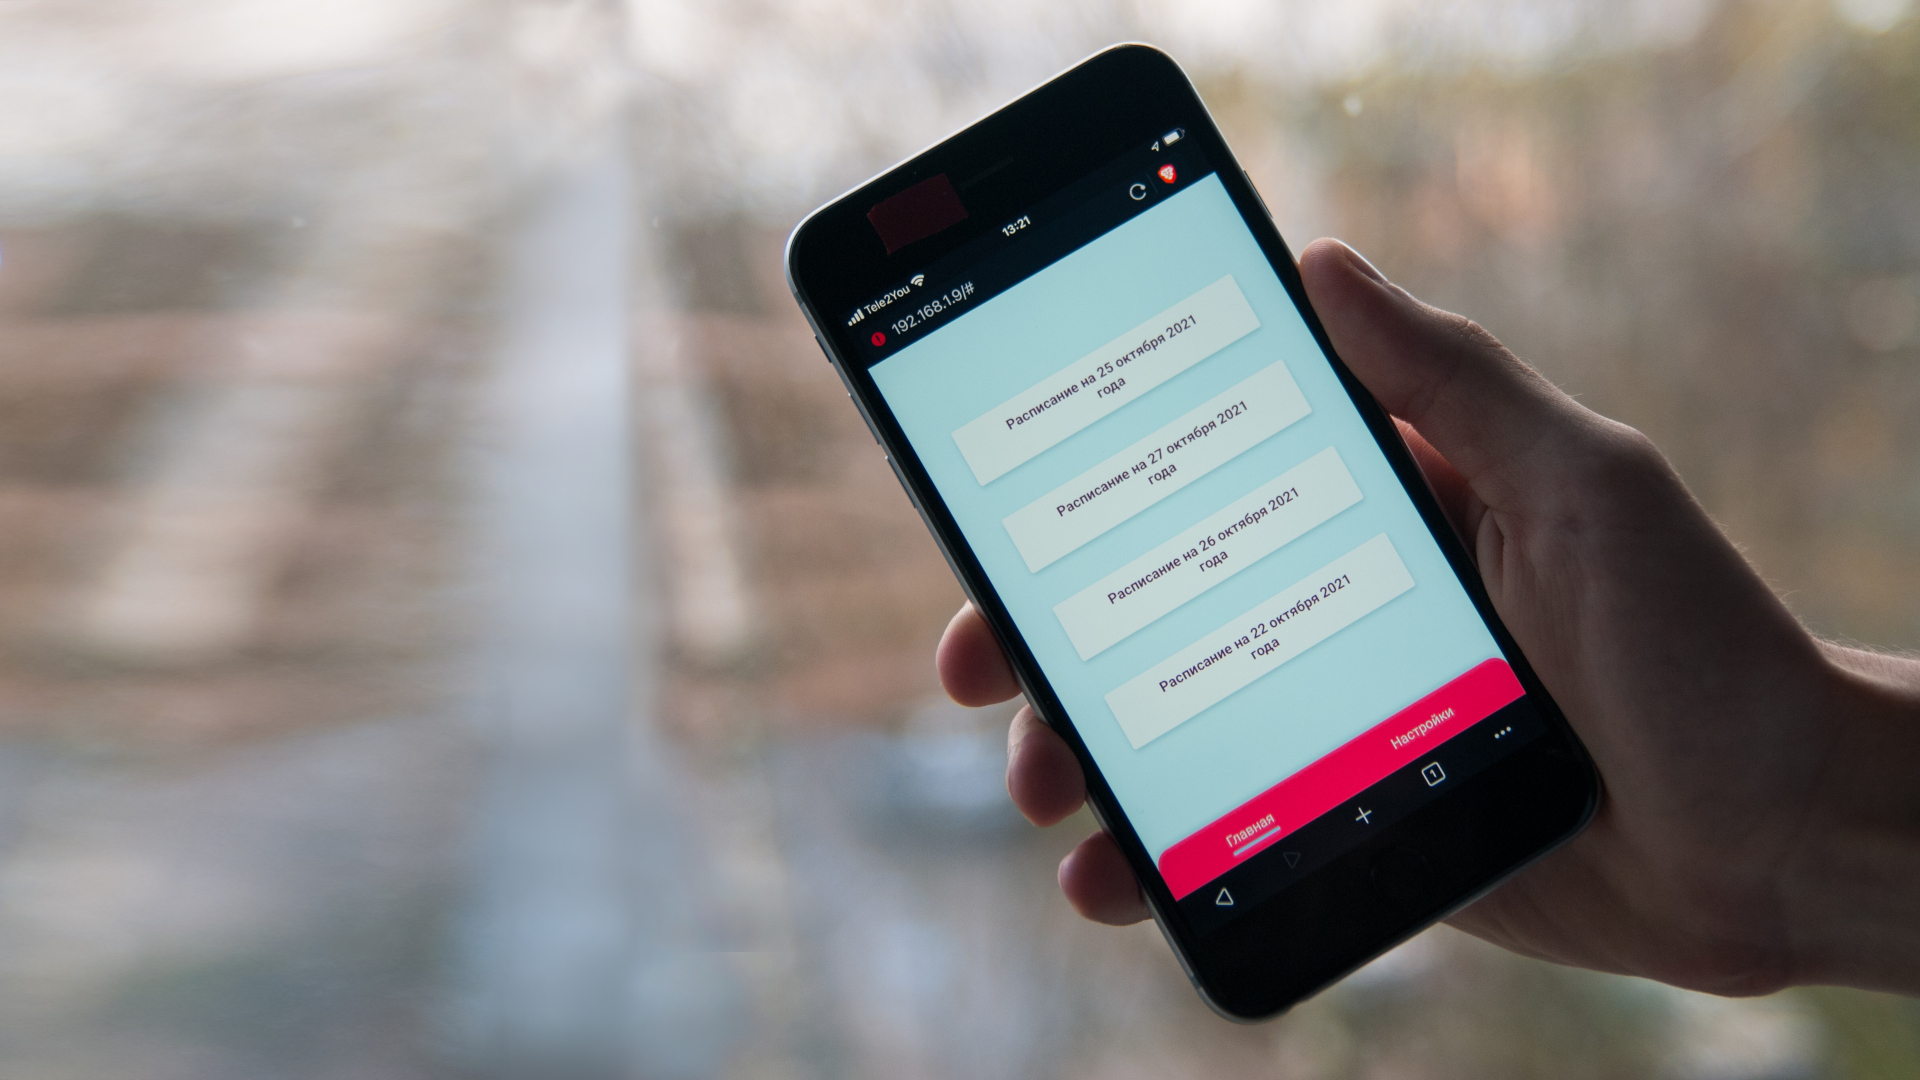 Tele2You
13:21
192.168.1.9/#
Расписание на 25 октября 2021
года
Расписание на 27 октября 2021
года
Расписание на 26 октября 2021
года
Расписание на 22 октября 2021
года
Главная
Настройки
1